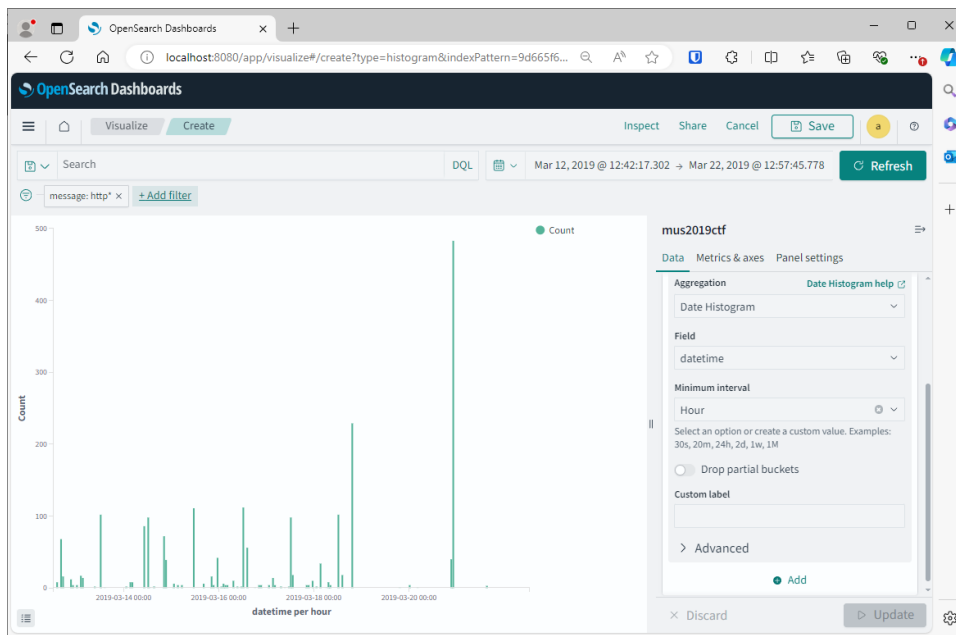 OpenSearch Dashboards
localhost:8080/app/visualize#/create?type=histogram&indexPattern=9d665f6...
OpenSearch Dashboards
Visualize Create Inspect Share Cancel Save a
Search DQL Mar 12, 2019 @ 12:42:17.302 → Mar 22, 2019 @ 12:57:45.778 Refresh
message: http* × + Add filter
500
400
300
200
100
0
Count
2019-03-14 00:00 2019-03-16 00:00 2019-03-18 00:00 2019-03-20 00:00
datetime per hour
Count
mus2019ctf
Data Metrics & axes Panel settings
Aggregation Date Histogram help
Date Histogram
Field
datetime
Minimum interval
Hour
Select an option or create a custom value. Examples:
30s, 20m, 24h, 2d, 1w, 1M
Drop partial buckets
Custom label
Advanced
Add
Discard Update